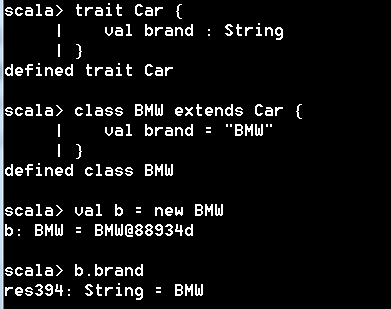 scala> trait Car {
     |    val brand : String
     | }
defined trait Car
scala> class BMW extends Car {
     |    val brand = "BMW"
     | }
defined class BMW
scala> val b = new BMW
b: BMW = BMW@88934d
scala> b.brand
res394: String = BMW